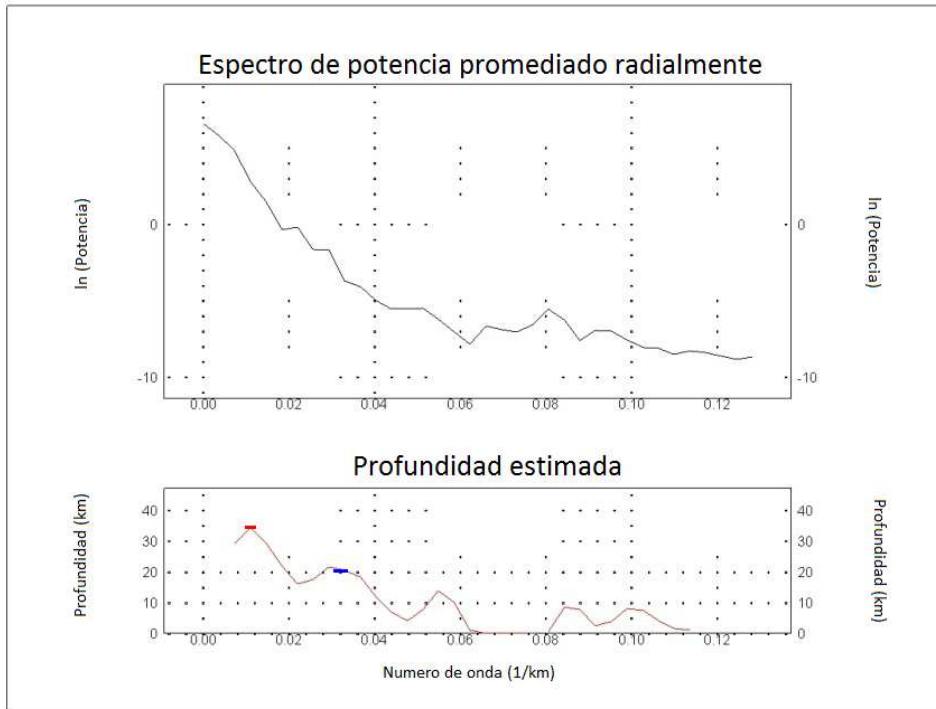 Espectro de potencia promediado radialmente
ln (Potencia)
ln (Potencia)
0
0
-10
-10
0.00 0.02 0.04 0.06 0.08 0.10 0.12
Profundidad estimada
Profundidad (km)
Profundidad (km)
40
40
30
30
20
20
10
10
0
0
0.00 0.02 0.04 0.06 0.08 0.10 0.12
Numero de onda (1/km)